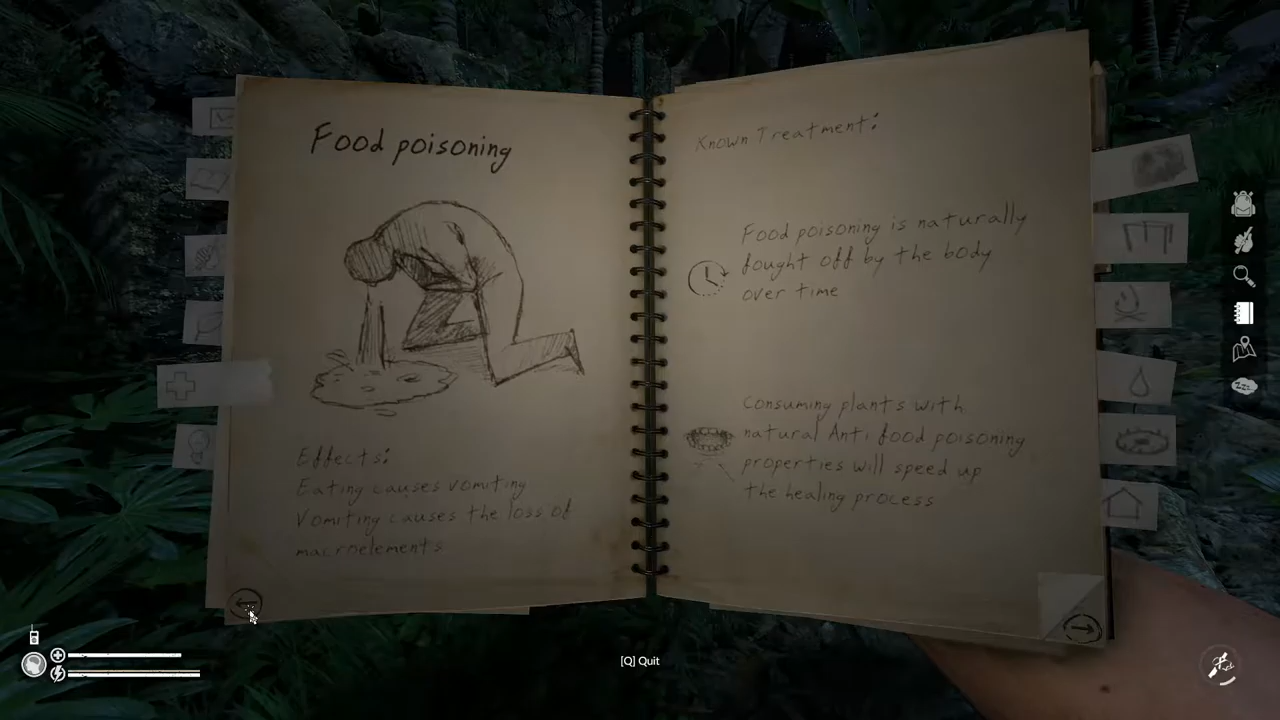 Food poisoning
Effects:
Eating causes vomiting
Vomiting causes the loss of
macroelements
Known Treatment:
Food poisoning is naturally
fought off by the body
over time
Consuming plants with
natural Anti food poisoning
properties will speed up
the healing process
[Q] Quit